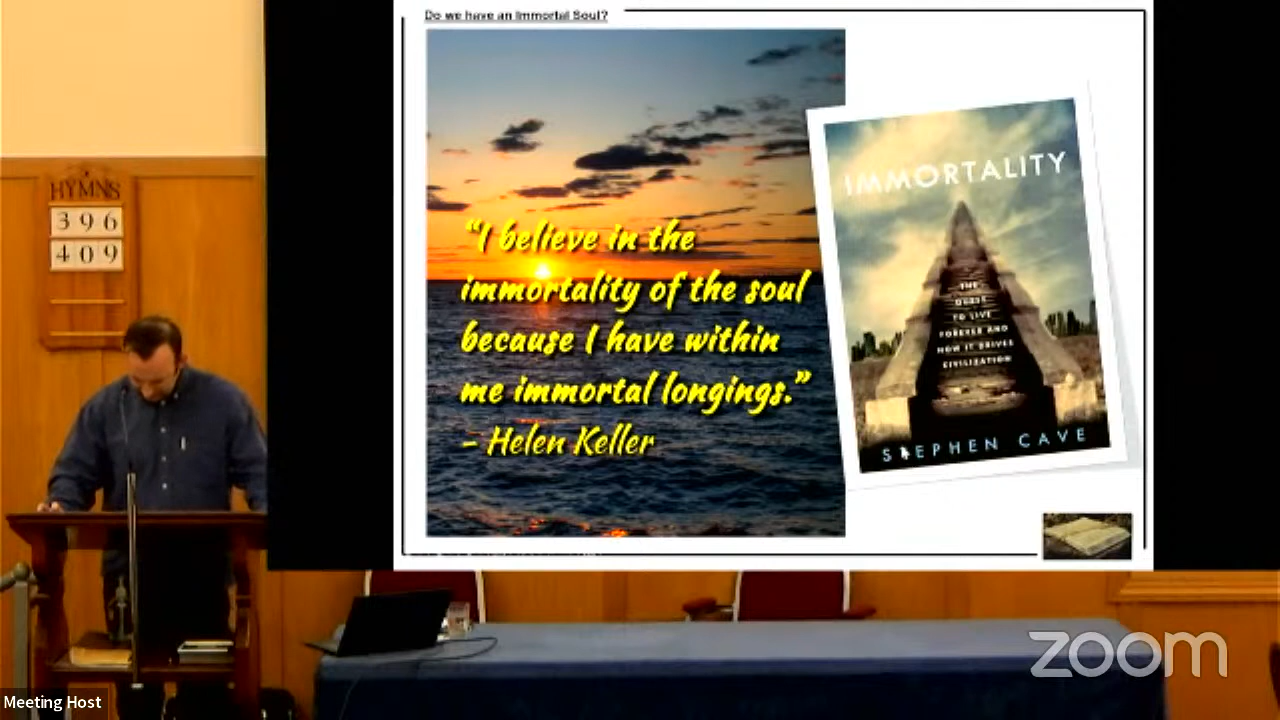 Do we have an Immortal Soul?
HYMNS
396
409
"I believe in the
immortality of the soul
because I have within
me immortal longings."
– Helen Keller
IMMORTALITY
THE
QUEST
TO LIVE
FOREVER AND
HOW IT DRIVES
CIVILIZATION
STEPHEN CAVE
zoom
Meeting Host